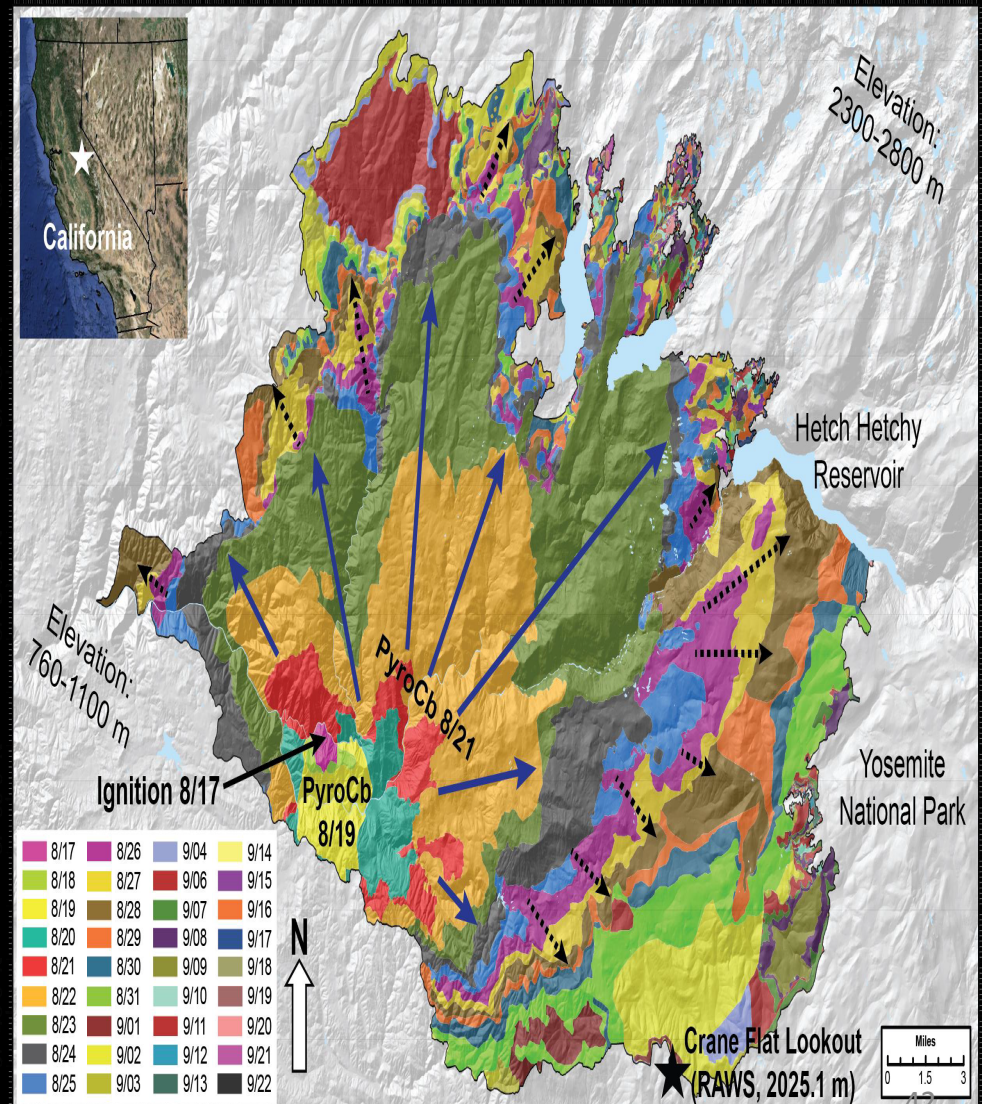 California
Elevation:
2300-2800 m
Hetch Hetchy
Reservoir
Elevation:
760-1100 m
PyroCb 8/21
Ignition 8/17
PyroCb
8/19
Yosemite
National Park
8/17 8/26 9/04 9/14
8/18 8/27 9/06 9/15
8/19 8/28 9/07 9/16
8/20 8/29 9/08 9/17
8/21 8/30 9/09 9/18
8/22 8/31 9/10 9/19
8/23 9/01 9/11 9/20
8/24 9/02 9/12 9/21
8/25 9/03 9/13 9/22
N
Crane Flat Lookout
(RAWS, 2025.1 m)
Miles
0 1.5 3